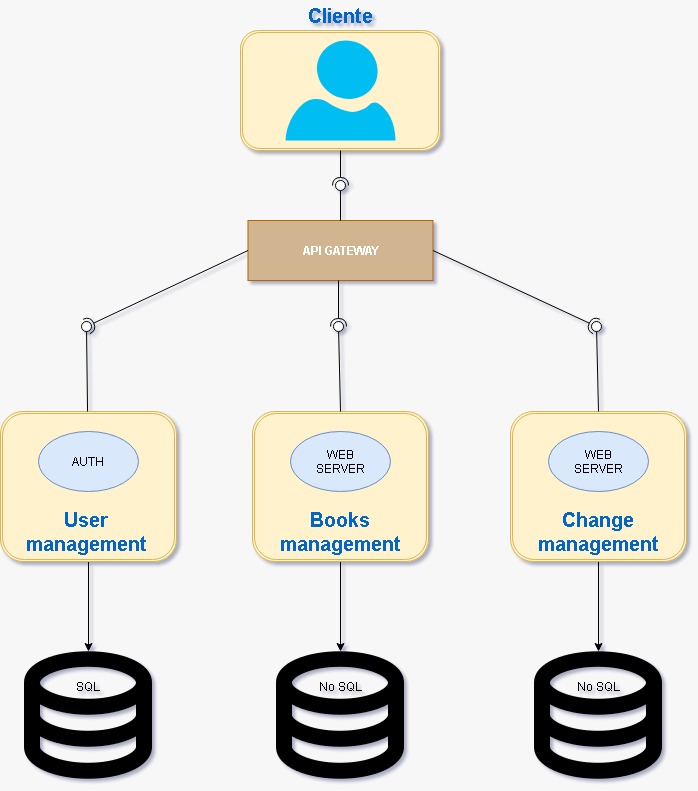 Cliente
API GATEWAY
AUTH
User
management
WEB
SERVER
Books
management
WEB
SERVER
Change
management
SQL
No SQL
No SQL